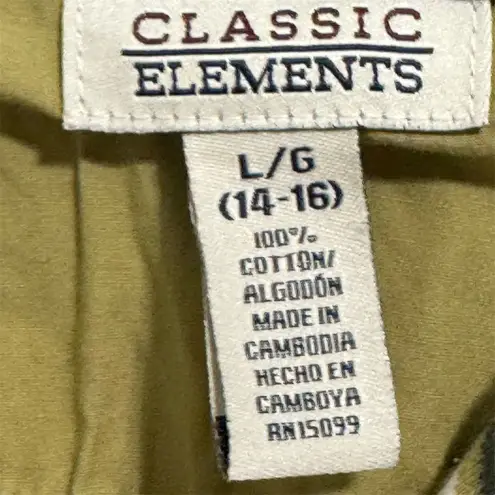 CLASSIC
ELEMENTS
L/G
(14-16)
100%
COTTON/
ALGODÓN
MADE IN
CAMBODIA
HECHO EN
CAMBOYA
RN15099